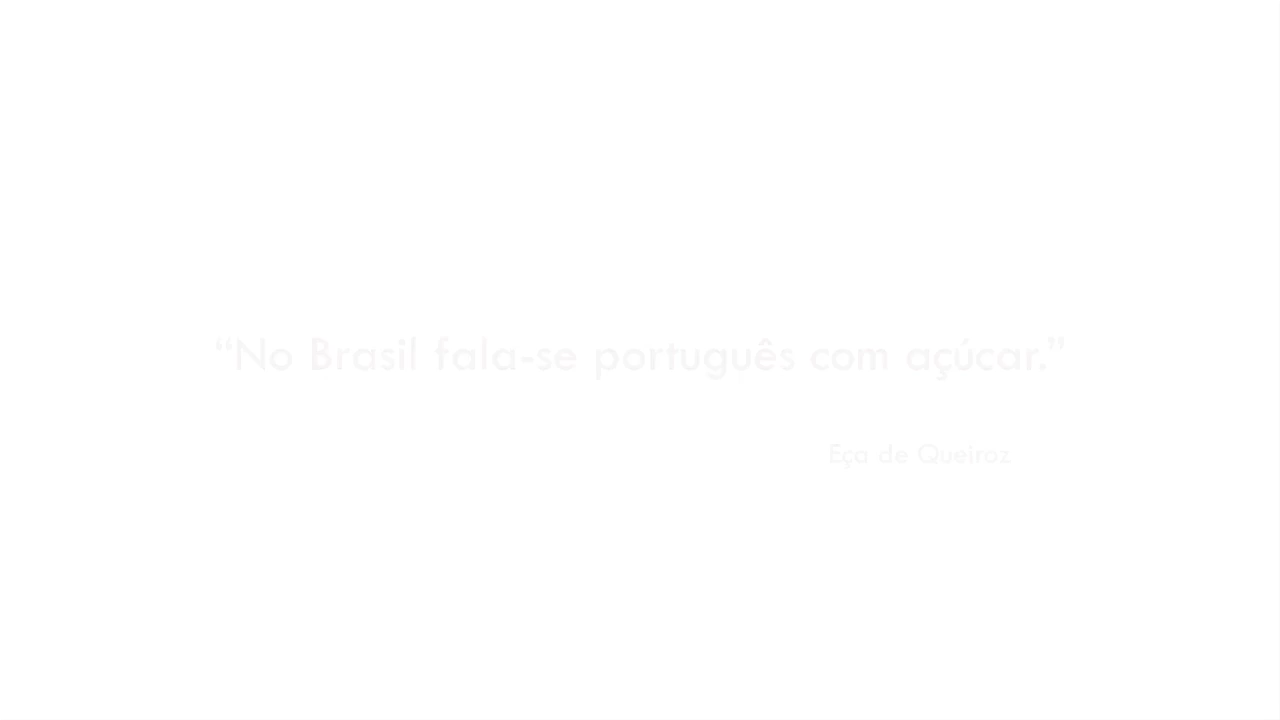 “No Brasil fala-se português com açúcar.”
Eça de Queiroz